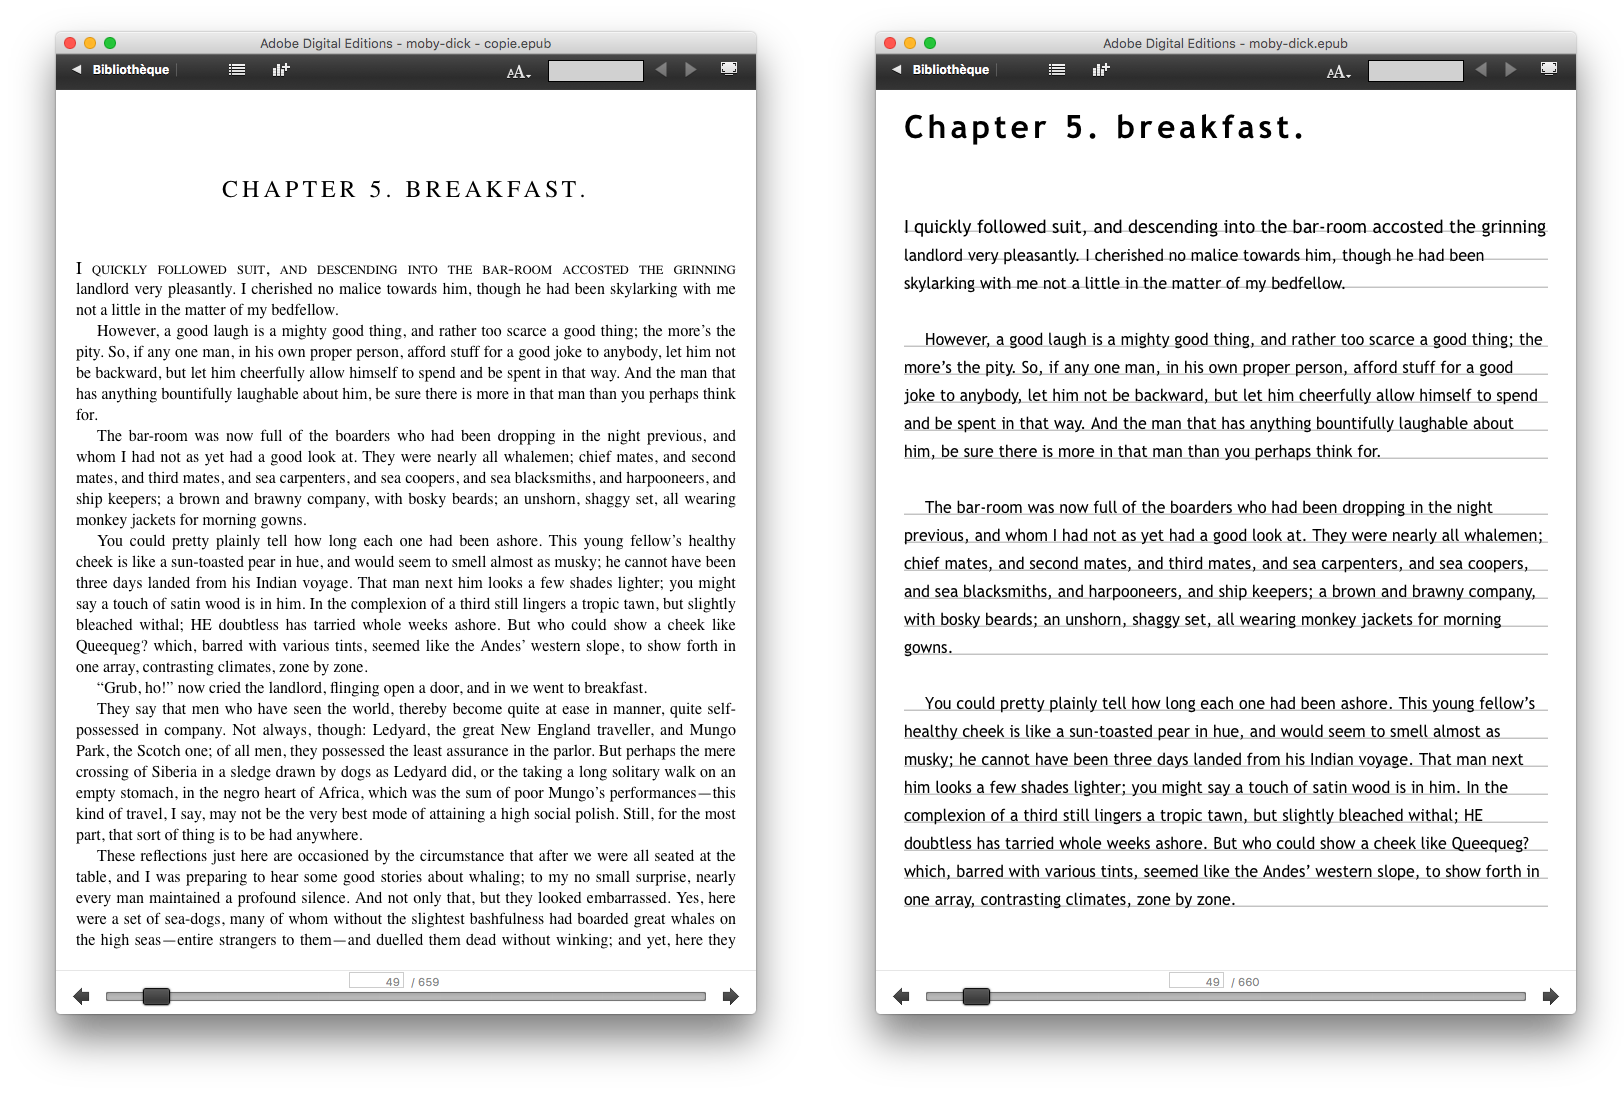 Adobe Digital Editions - moby-dick - copie.epub
Bibliothèque
AA
CHAPTER 5. BREAKFAST.
I QUICKLY FOLLOWED SUIT, AND DESCENDING INTO THE BAR-ROOM ACCOSTED THE GRINNING
landlord very pleasantly. I cherished no malice towards him, though he had been skylarking with me
not a little in the matter of my bedfellow.
However, a good laugh is a mighty good thing, and rather too scarce a good thing; the more’s the
pity. So, if any one man, in his own proper person, afford stuff for a good joke to anybody, let him not
be backward, but let him cheerfully allow himself to spend and be spent in that way. And the man that
has anything bountifully laughable about him, be sure there is more in that man than you perhaps think
for.
The bar-room was now full of the boarders who had been dropping in the night previous, and
whom I had not as yet had a good look at. They were nearly all whalemen; chief mates, and second
mates, and third mates, and sea carpenters, and sea coopers, and sea blacksmiths, and harpooneers, and
ship keepers; a brown and brawny company, with bosky beards; an unshorn, shaggy set, all wearing
monkey jackets for morning gowns.
You could pretty plainly tell how long each one had been ashore. This young fellow’s healthy
cheek is like a sun-toasted pear in hue, and would seem to smell almost as musky; he cannot have been
three days landed from his Indian voyage. That man next him looks a few shades lighter; you might
say a touch of satin wood is in him. In the complexion of a third still lingers a tropic tawn, but slightly
bleached withal; HE doubtless has tarried whole weeks ashore. But who could show a cheek like
Queequeg? which, barred with various tints, seemed like the Andes’ western slope, to show forth in
one array, contrasting climates, zone by zone.
“Grub, ho!” now cried the landlord, flinging open a door, and in we went to breakfast.
They say that men who have seen the world, thereby become quite at ease in manner, quite self-
possessed in company. Not always, though: Ledyard, the great New England traveller, and Mungo
Park, the Scotch one; of all men, they possessed the least assurance in the parlor. But perhaps the mere
crossing of Siberia in a sledge drawn by dogs as Ledyard did, or the taking a long solitary walk on an
empty stomach, in the negro heart of Africa, which was the sum of poor Mungo’s performances—this
kind of travel, I say, may not be the very best mode of attaining a high social polish. Still, for the most
part, that sort of thing is to be had anywhere.
These reflections just here are occasioned by the circumstance that after we were all seated at the
table, and I was preparing to hear some good stories about whaling; to my no small surprise, nearly
every man maintained a profound silence. And not only that, but they looked embarrassed. Yes, here
were a set of sea-dogs, many of whom without the slightest bashfulness had boarded great whales on
the high seas—entire strangers to them—and duelled them dead without winking; and yet, here they
49 / 659
Adobe Digital Editions - moby-dick.epub
Bibliothèque
AA
Chapter 5. breakfast.
I quickly followed suit, and descending into the bar-room accosted the grinning
landlord very pleasantly. I cherished no malice towards him, though he had been
skylarking with me not a little in the matter of my bedfellow.
However, a good laugh is a mighty good thing, and rather too scarce a good thing; the
more’s the pity. So, if any one man, in his own proper person, afford stuff for a good
joke to anybody, let him not be backward, but let him cheerfully allow himself to spend
and be spent in that way. And the man that has anything bountifully laughable about
him, be sure there is more in that man than you perhaps think for.
The bar-room was now full of the boarders who had been dropping in the night
previous, and whom I had not as yet had a good look at. They were nearly all whalemen;
chief mates, and second mates, and third mates, and sea carpenters, and sea coopers,
and sea blacksmiths, and harpooneers, and ship keepers; a brown and brawny company,
with bosky beards; an unshorn, shaggy set, all wearing monkey jackets for morning
gowns.
You could pretty plainly tell how long each one had been ashore. This young fellow’s
healthy cheek is like a sun-toasted pear in hue, and would seem to smell almost as
musky; he cannot have been three days landed from his Indian voyage. That man next
him looks a few shades lighter; you might say a touch of satin wood is in him. In the
complexion of a third still lingers a tropic tawn, but slightly bleached withal; HE
doubtless has tarried whole weeks ashore. But who could show a cheek like Queequeg?
which, barred with various tints, seemed like the Andes’ western slope, to show forth in
one array, contrasting climates, zone by zone.
49 / 660